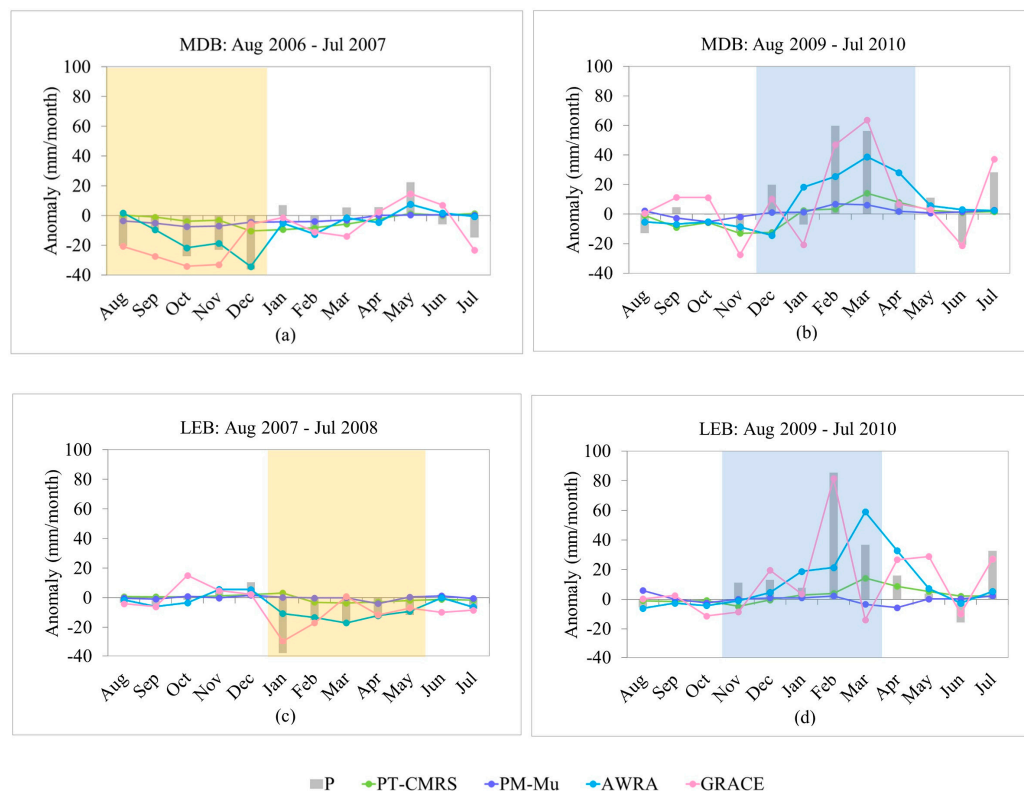 MDB: Aug 2006 - Jul 2007
Anomaly (mm/month)
100
80
60
40
20
0
-20
-40
Aug Sep Oct Nov Dec Jan Feb Mar Apr May Jun Jul
(a)
MDB: Aug 2009 - Jul 2010
Anomaly (mm/month)
100
80
60
40
20
0
-20
-40
Aug Sep Oct Nov Dec Jan Feb Mar Apr May Jun Jul
(b)
LEB: Aug 2007 - Jul 2008
Anomaly (mm/month)
100
80
60
40
20
0
-20
-40
Aug Sep Oct Nov Dec Jan Feb Mar Apr May Jun Jul
(c)
LEB: Aug 2009 - Jul 2010
Anomaly (mm/month)
100
80
60
40
20
0
-20
-40
Aug Sep Oct Nov Dec Jan Feb Mar Apr May Jun Jul
(d)
P PT-CMRS PM-Mu AWRA GRACE